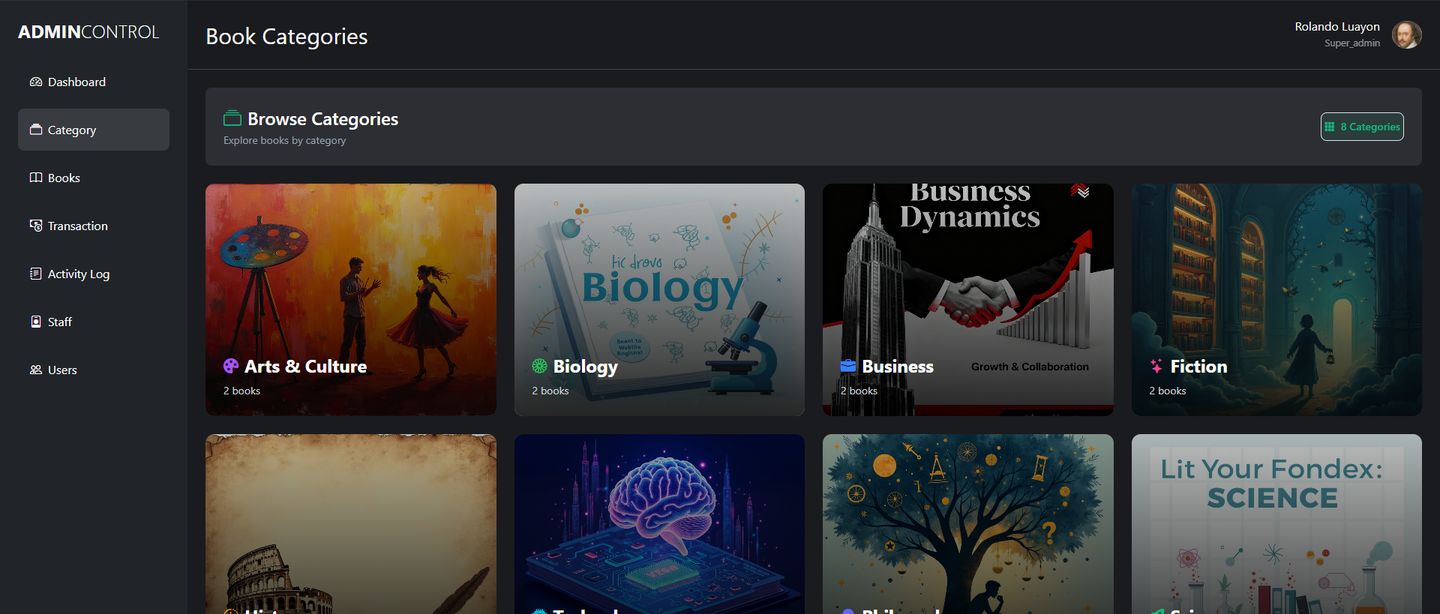 ADMINCONTROL
Dashboard
Category
Books
Transaction
Activity Log
Staff
Users
Book Categories
Rolando Luayon
Super_admin
Browse Categories
Explore books by category
8 Categories
Arts & Culture
2 books
Hic drovo
Biology
Biology
2 books
Business
Dynamics
Growth & Collaboration
Business
2 books
Fiction
2 books
Lit Your Fondex:
SCIENCE
?